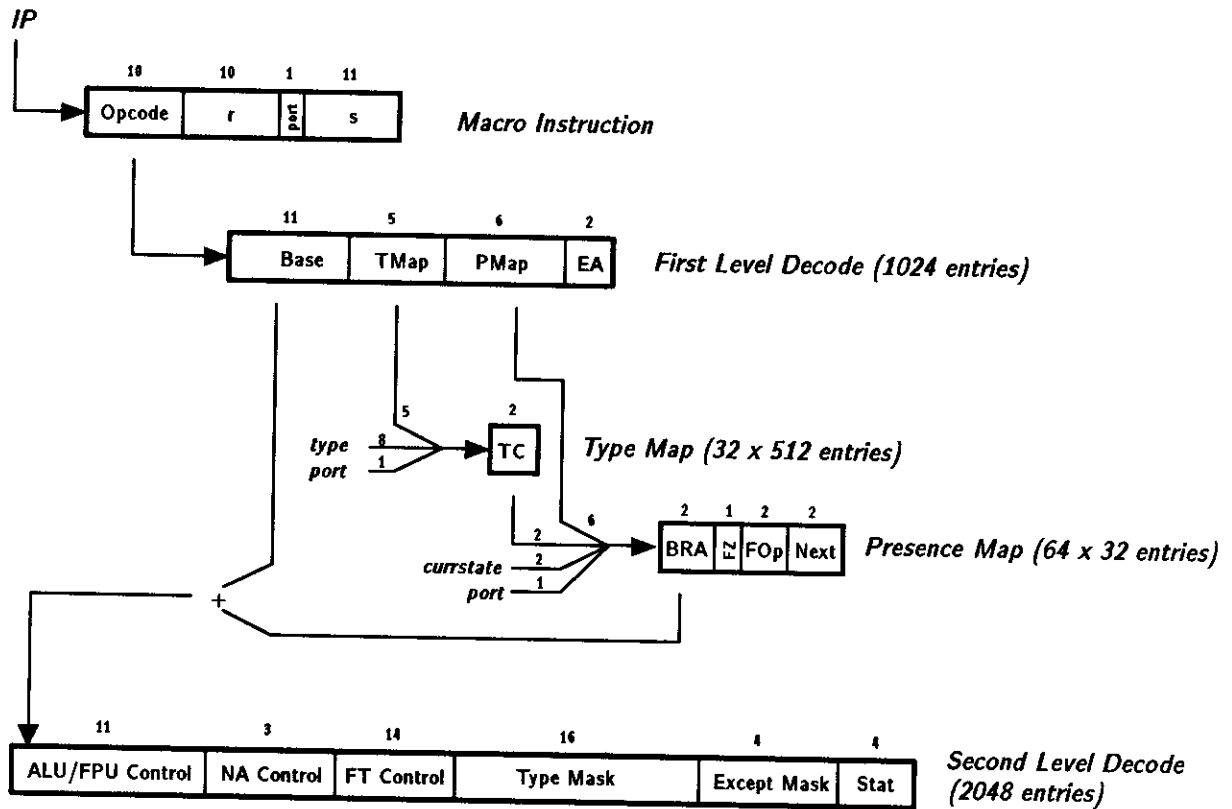 IP
10 10 1 11
Opcode r port s
Macro Instruction
11 5 6 2
Base TMap PMap EA
First Level Decode (1024 entries)
5
type 8
port 1
2
TC
Type Map (32 x 512 entries)
6
2
currstate 2
port 1
2 1 2 2
BRA FZ FOp Next
Presence Map (64 x 32 entries)
+
11 3 14 16 4 4
ALU/FPU Control NA Control FT Control Type Mask Except Mask Stat
Second Level Decode
(2048 entries)